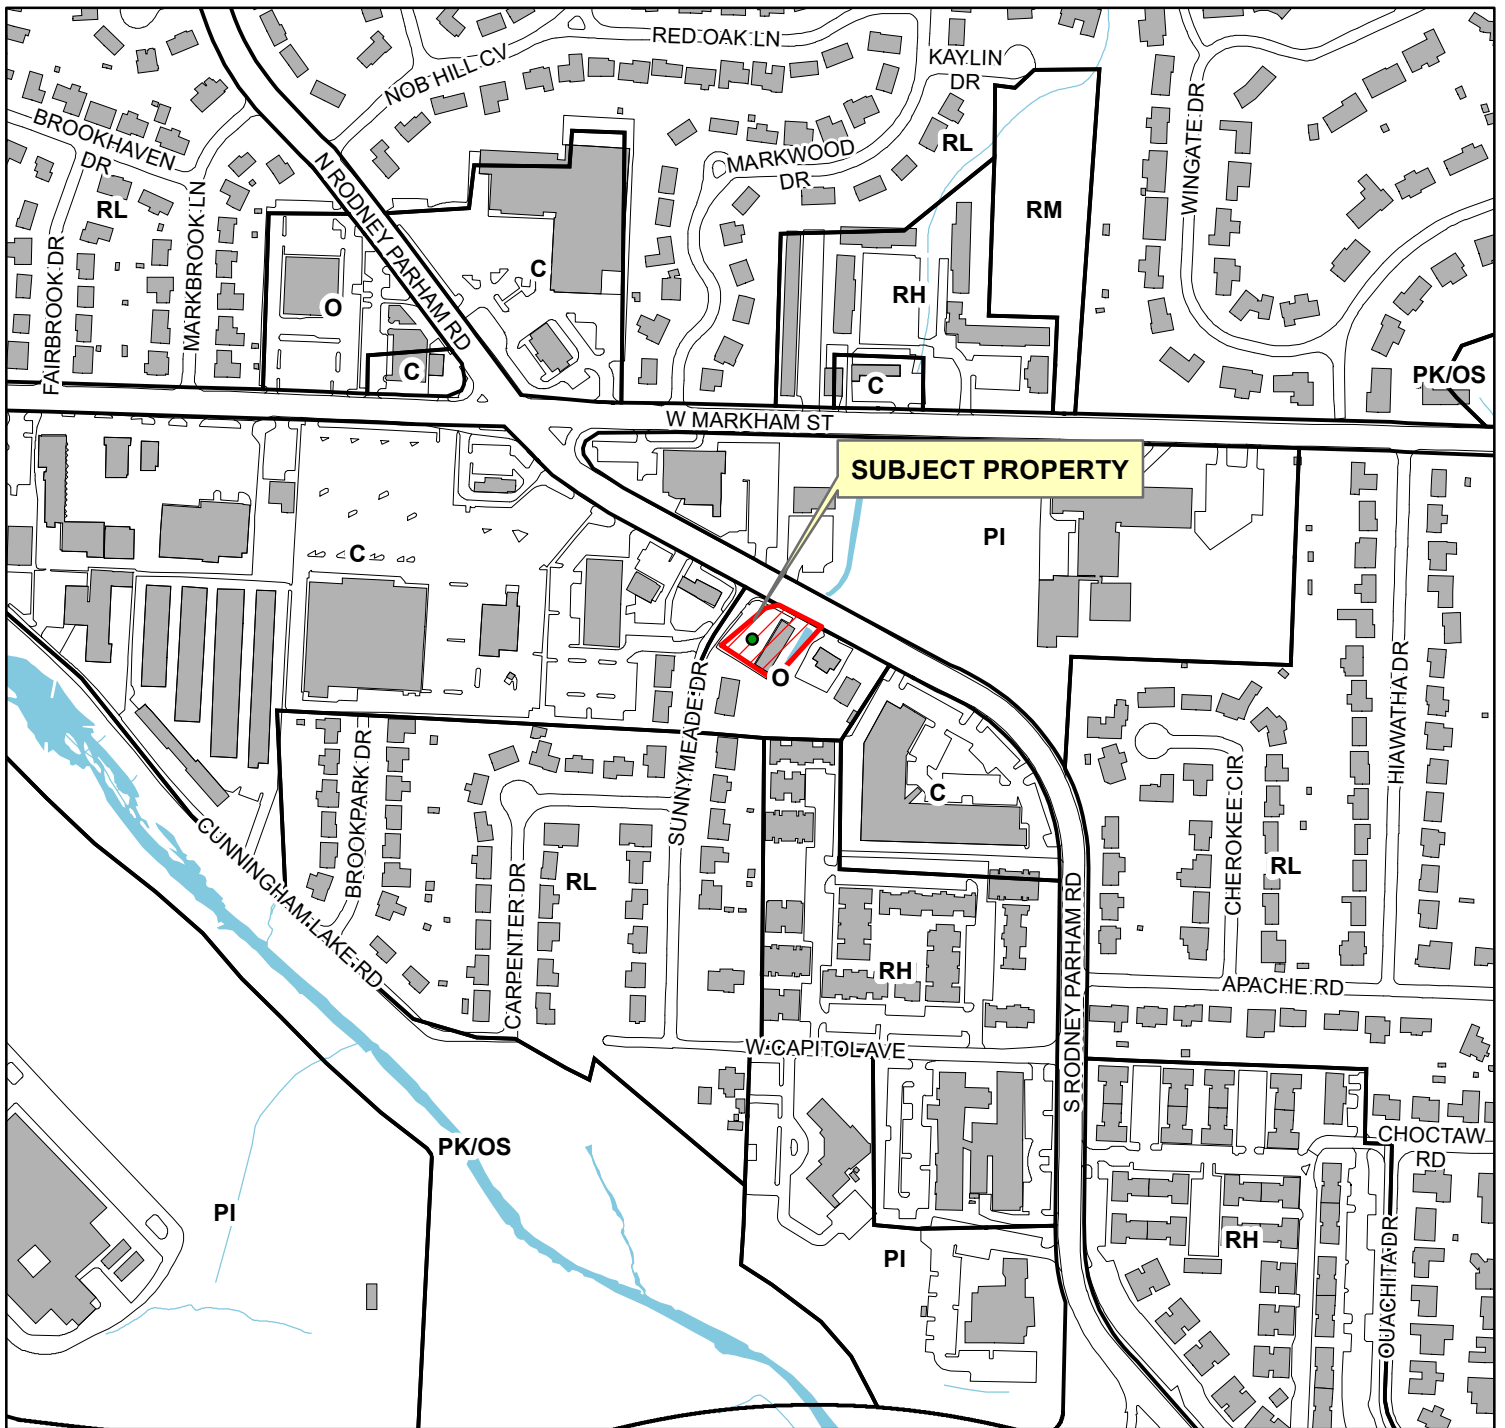 RED OAK LN
NOB HILL CV
KAYLIN
DR
BROOKHAVEN
DR
N RODNEY PARHAM RD
MARKWOOD
DR
RL
WINGATE DR
RL
RM
MARKBROOK LN
FAIRBROOK DR
C
O
RH
C
C
PK/OS
W MARKHAM ST
SUBJECT PROPERTY
PI
C
HIAWATHA DR
O
SUNNYMEADE DR
BROOKPARK DR
CHEROKEE CIR
C
CUNNINGHAM LAKE RD
CARPENTER DR
RL
RL
S RODNEY PARHAM RD
RH
APACHE RD
W CAPITOL AVE
PK/OS
CHOCTAW
RD
PI
OUACHITA DR
RH
PI